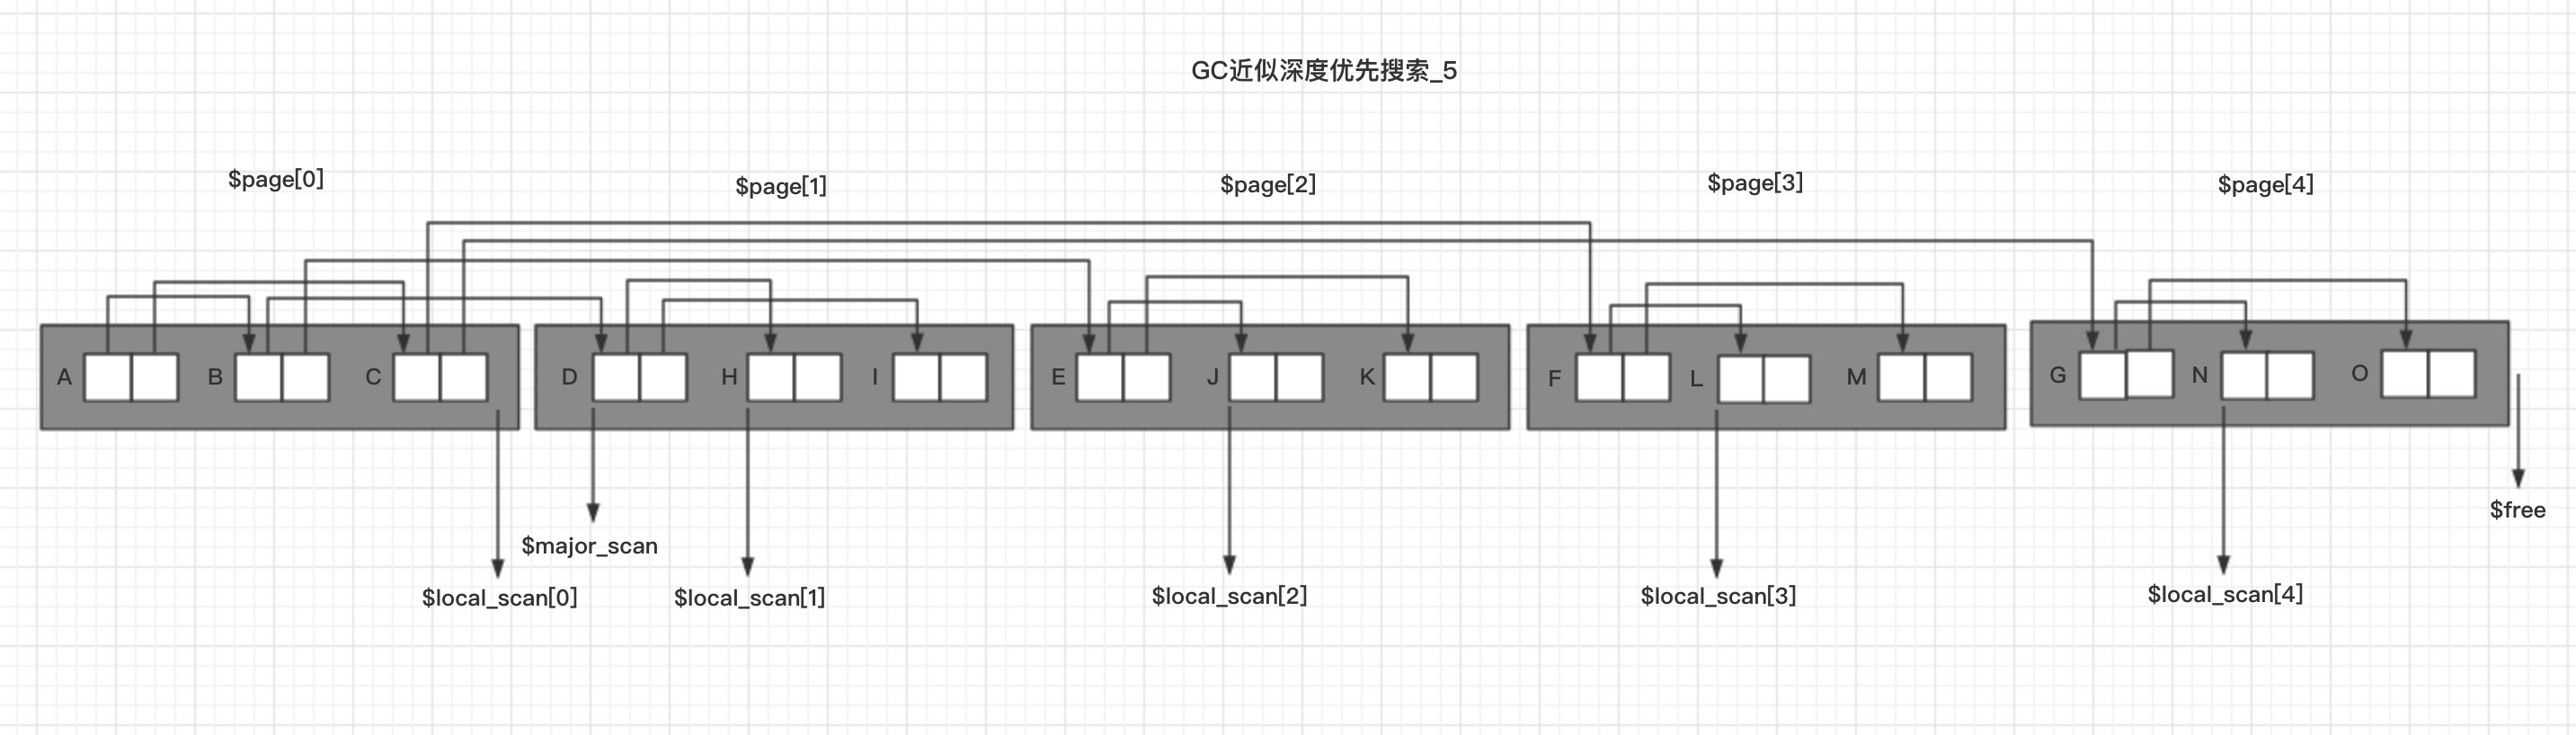 GC近似深度优先搜索_5
$page[0]
$page[1]
$page[2]
$page[3]
$page[4]
A
B
C
D
H
I
E
J
K
F
L
M
G
N
O
$major_scan
$free
$local_scan[0]
$local_scan[1]
$local_scan[2]
$local_scan[3]
$local_scan[4]